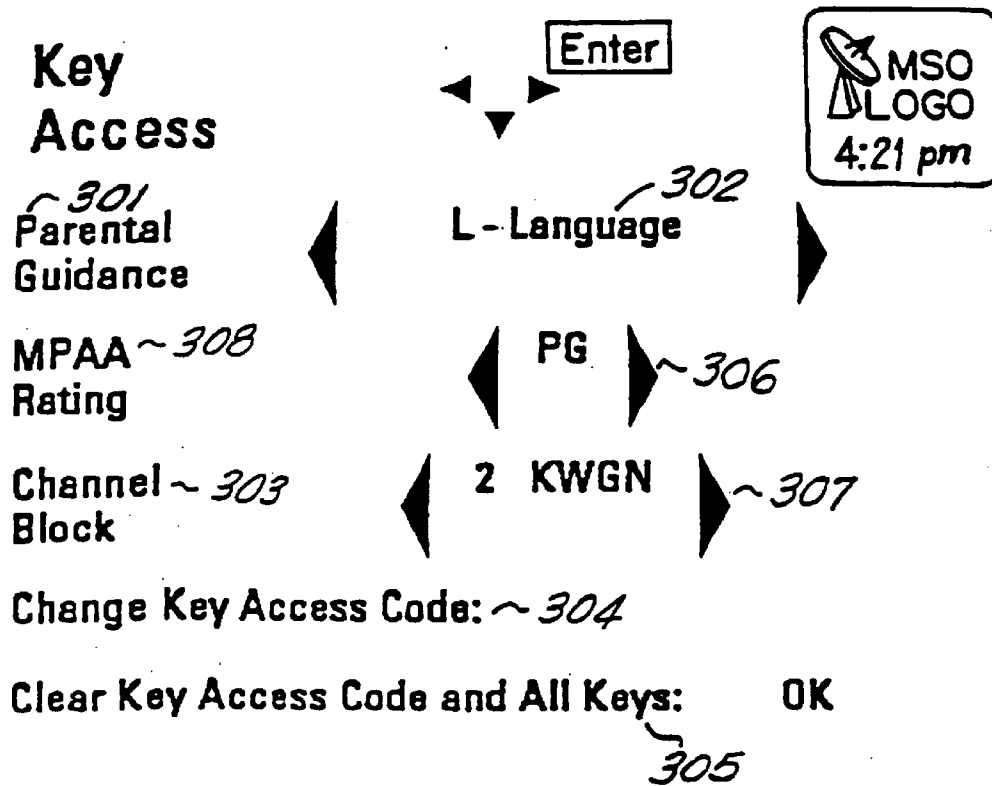 Key
Access
Enter
MSO
LOGO
4:21 pm
301
Parental
Guidance
L-Language
302
MPAA
Rating
308
PG
306
Channel
Block
303
2 KWGN
307
Change Key Access Code:
304
Clear Key Access Code and All Keys: OK
305